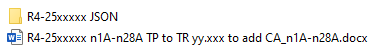 R4-25xxxxx JSON
R4-25xxxxx n1A-n28A TP to TR yy.xxx to add CA_n1A-n28A.docx